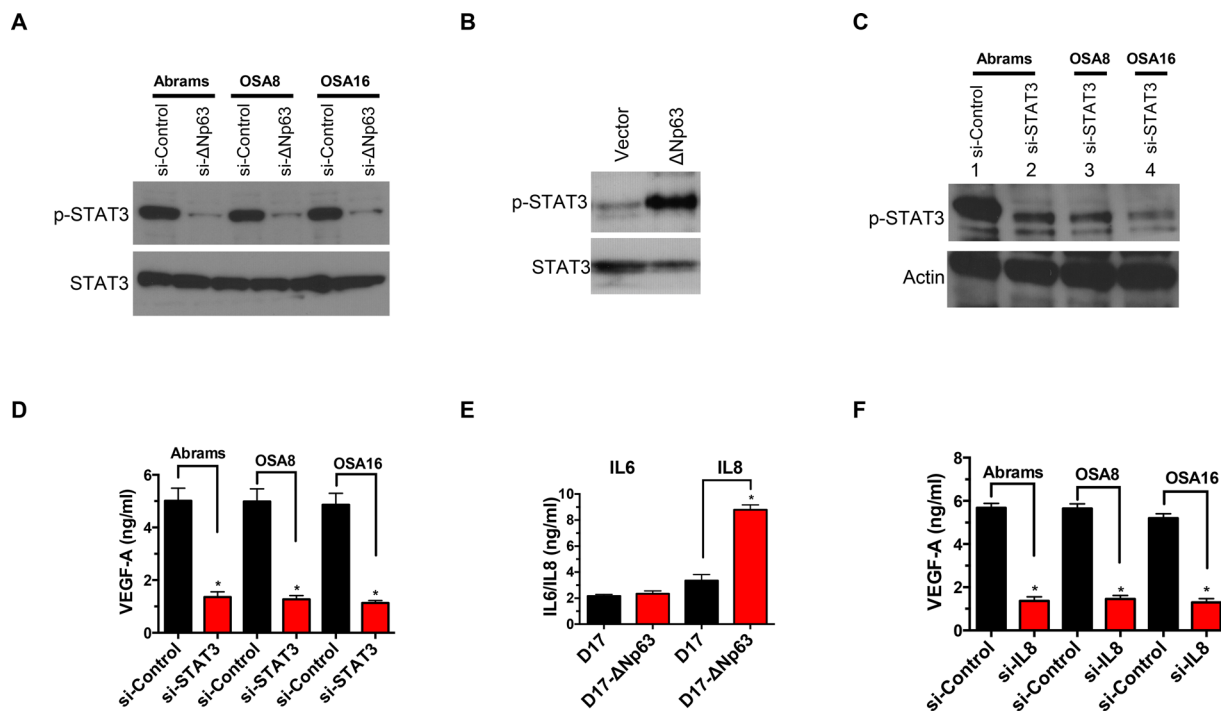 A
Abrams OSA8 OSA16
si-Control si-ΔNp63 si-Control si-ΔNp63 si-Control si-ΔNp63
p-STAT3
STAT3
B
Vector ΔNp63
p-STAT3
STAT3
C
Abrams OSA8 OSA16
si-Control si-STAT3 si-STAT3 si-STAT3
1 2 3 4
p-STAT3
Actin
D
Abrams OSA8 OSA16
VEGF-A (ng/ml)
6
4
2
0
* * *
si-Control si-STAT3 si-Control si-STAT3 si-Control si-STAT3
E
IL6 IL8
IL6/IL8 (ng/ml)
10
8
6
4
2
0
*
D17 D17-ΔNp63 D17 D17-ΔNp63
F
Abrams OSA8 OSA16
VEGF-A (ng/ml)
8
6
4
2
0
* * *
si-Control si-IL8 si-Control si-IL8 si-Control si-IL8